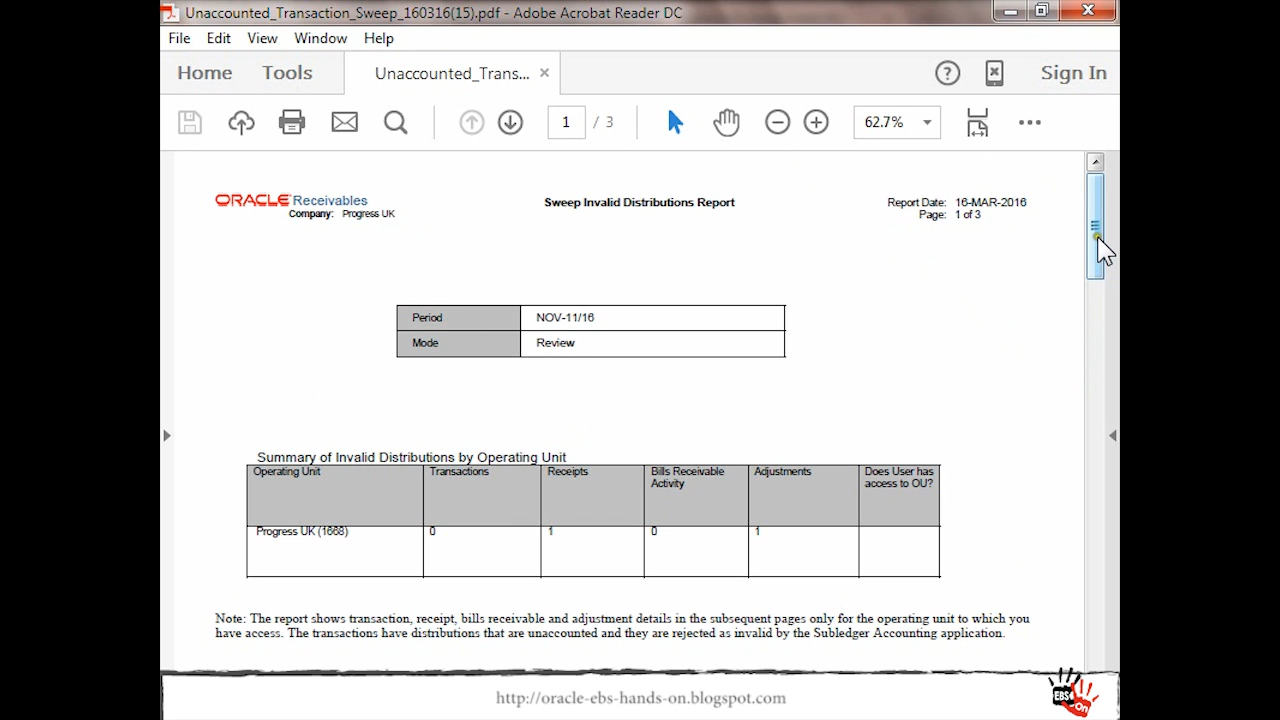 Unaccounted_Transaction_Sweep_160316(15).pdf - Adobe Acrobat Reader DC
File Edit View Window Help
Home Tools Unaccounted_Trans... Sign In
1 / 3 62.7%
ORACLE Receivables
Company: Progress UK
Sweep Invalid Distributions Report
Report Date: 16-MAR-2016
Page: 1 of 3
Period NOV-11/16
Mode Review
Summary of Invalid Distributions by Operating Unit
Operating Unit Transactions Receipts Bills Receivable Activity Adjustments Does User has access to OU?
Progress UK (1668) 0 1 0 1
Note: The report shows transaction, receipt, bills receivable and adjustment details in the subsequent pages only for the operating unit to which you
have access. The transactions have distributions that are unaccounted and they are rejected as invalid by the Subledger Accounting application.
http://oracle-ebs-hands-on.blogspot.com
EBS
On